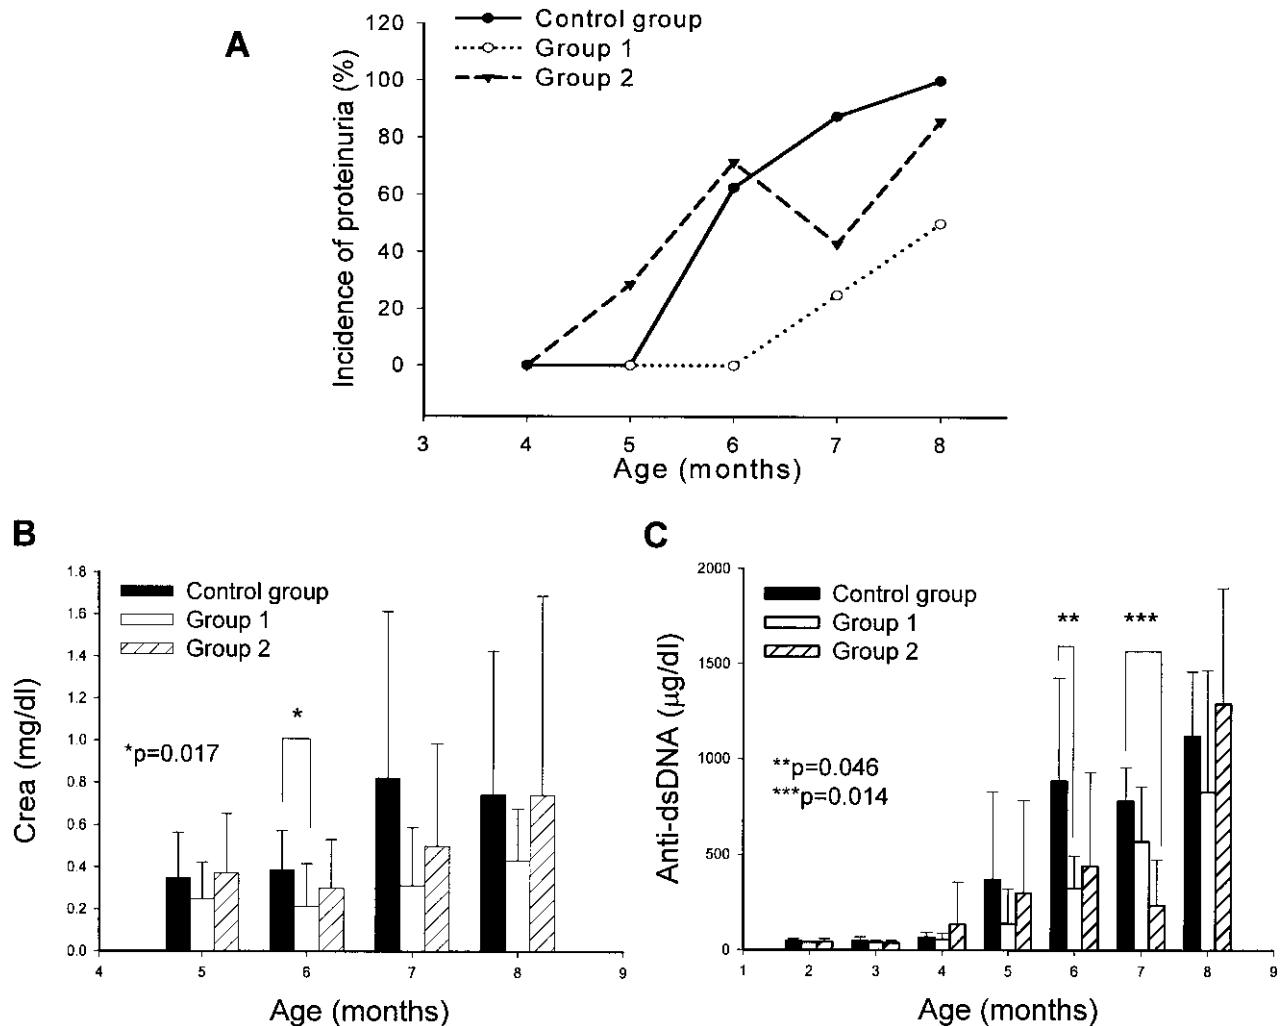 A
Incidence of proteinuria (%)
120
100
80
60
40
20
0
Control group
Group 1
Group 2
3 4 5 6 7 8
Age (months)
B
Crea (mg/dl)
1.8
1.6
1.4
1.2
1.0
0.8
0.6
0.4
0.2
0.0
Control group
Group 1
Group 2
*
*p=0.017
4 5 6 7 8 9
Age (months)
C
Anti-dsDNA (µg/dl)
2000
1500
1000
500
0
Control group
Group 1
Group 2
** ***
**p=0.046
***p=0.014
1 2 3 4 5 6 7 8 9
Age (months)